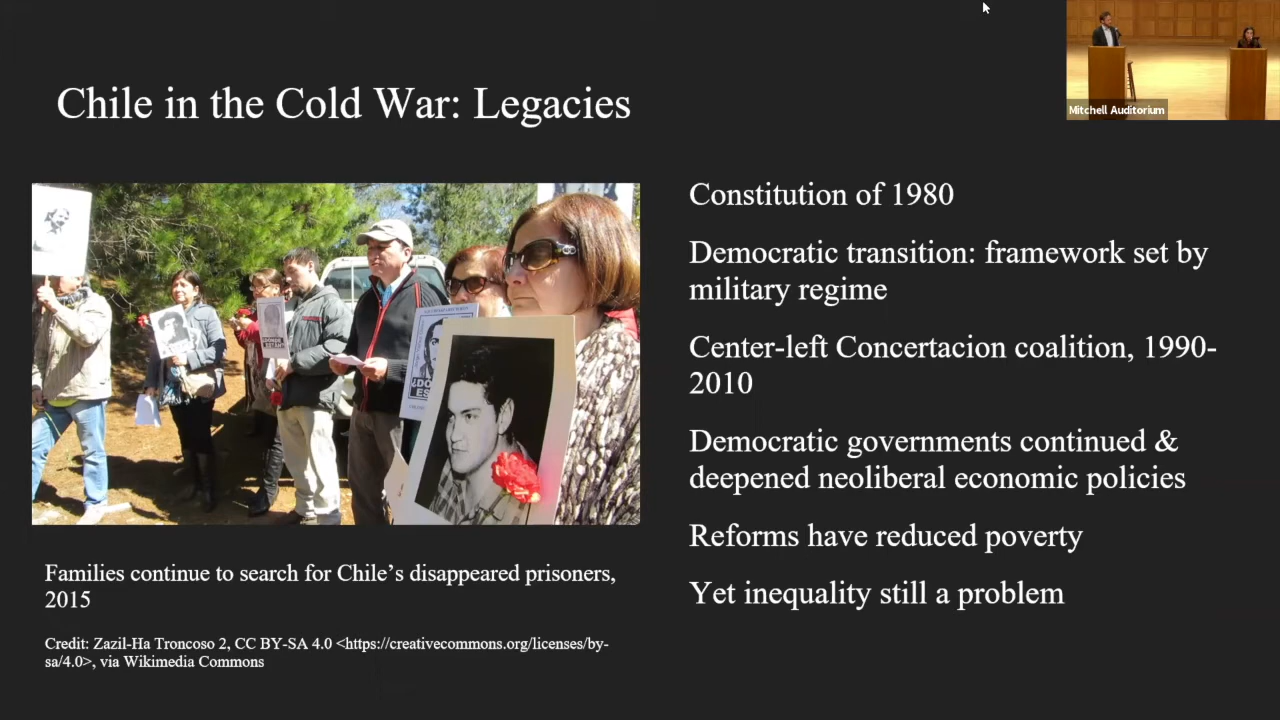 Mitchell Auditorium
Chile in the Cold War: Legacies
Constitution of 1980
Democratic transition: framework set by
military regime
Center-left Concertacion coalition, 1990-
2010
Democratic governments continued &
deepened neoliberal economic policies
Reforms have reduced poverty
Yet inequality still a problem
Families continue to search for Chile's disappeared prisoners,
2015
Credit: Zazil-Ha Troncoso 2, CC BY-SA 4.0 <https://creativecommons.org/licenses/by-
sa/4.0>, via Wikimedia Commons